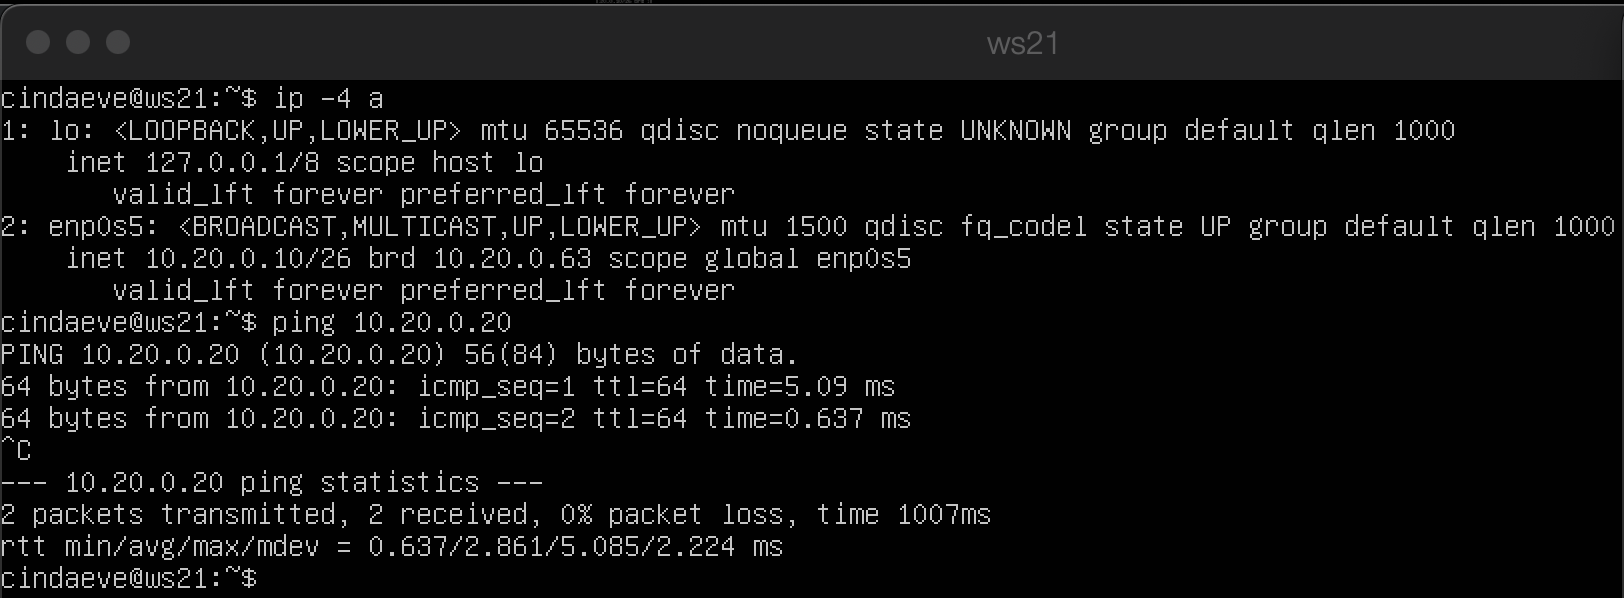 ws21
cindaeve@ws21:~$ ip -4 a
1: lo: <LOOPBACK,UP,LOWER_UP> mtu 65536 qdisc noqueue state UNKNOWN group default qlen 1000
    inet 127.0.0.1/8 scope host lo
       valid_lft forever preferred_lft forever
2: enp0s5: <BROADCAST,MULTICAST,UP,LOWER_UP> mtu 1500 qdisc fq_codel state UP group default qlen 1000
    inet 10.20.0.10/26 brd 10.20.0.63 scope global enp0s5
       valid_lft forever preferred_lft forever
cindaeve@ws21:~$ ping 10.20.0.20
PING 10.20.0.20 (10.20.0.20) 56(84) bytes of data.
64 bytes from 10.20.0.20: icmp_seq=1 ttl=64 time=5.09 ms
64 bytes from 10.20.0.20: icmp_seq=2 ttl=64 time=0.637 ms
^C
--- 10.20.0.20 ping statistics ---
2 packets transmitted, 2 received, 0% packet loss, time 1007ms
rtt min/avg/max/mdev = 0.637/2.861/5.085/2.224 ms
cindaeve@ws21:~$